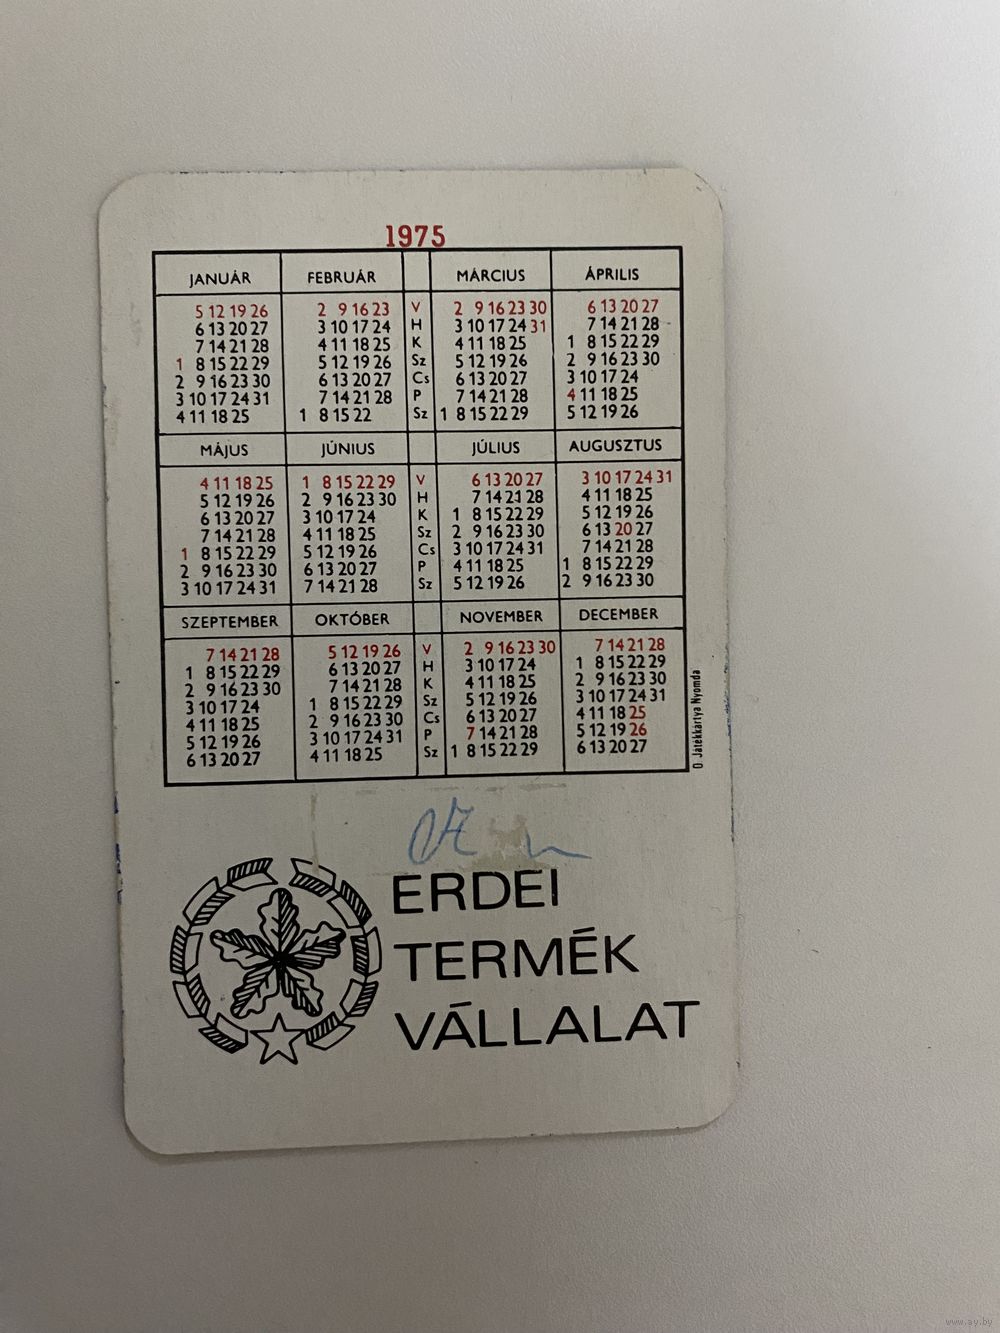 1975
JANUÁR FEBRUÁR MÁRCIUS ÁPRILIS
5 12 19 26 2 9 16 23 V 2 9 16 23 30 6 13 20 27
6 13 20 27 3 10 17 24 H 3 10 17 24 31 7 14 21 28
7 14 21 28 4 11 18 25 K 4 11 18 25 1 8 15 22 29
1 8 15 22 29 5 12 19 26 Sz 5 12 19 26 2 9 16 23 30
2 9 16 23 30 6 13 20 27 Cs 6 13 20 27 3 10 17 24
3 10 17 24 31 7 14 21 28 P 7 14 21 28 4 11 18 25
4 11 18 25 1 8 15 22 Sz 1 8 15 22 29 5 12 19 26
MÁJUS JÚNIUS JÚLIUS AUGUSZTUS
4 11 18 25 1 8 15 22 29 V 6 13 20 27 3 10 17 24 31
5 12 19 26 2 9 16 23 30 H 7 14 21 28 4 11 18 25
6 13 20 27 3 10 17 24 K 1 8 15 22 29 5 12 19 26
7 14 21 28 4 11 18 25 Sz 2 9 16 23 30 6 13 20 27
1 8 15 22 29 5 12 19 26 Cs 3 10 17 24 31 7 14 21 28
2 9 16 23 30 6 13 20 27 P 4 11 18 25 1 8 15 22 29
3 10 17 24 31 7 14 21 28 Sz 5 12 19 26 2 9 16 23 30
SZEPTEMBER OKTÓBER NOVEMBER DECEMBER
7 14 21 28 5 12 19 26 V 2 9 16 23 30 7 14 21 28
1 8 15 22 29 6 13 20 27 H 3 10 17 24 1 8 15 22 29
2 9 16 23 30 7 14 21 28 K 4 11 18 25 2 9 16 23 30
3 10 17 24 1 8 15 22 29 Sz 5 12 19 26 3 10 17 24 31
4 11 18 25 2 9 16 23 30 Cs 6 13 20 27 4 11 18 25
5 12 19 26 3 10 17 24 31 P 7 14 21 28 5 12 19 26
6 13 20 27 4 11 18 25 Sz 1 8 15 22 29 6 13 20 27
O. Játékkártya Nyomda
ERDEI
TERMÉK
VÁLLALAT
www.ay.by